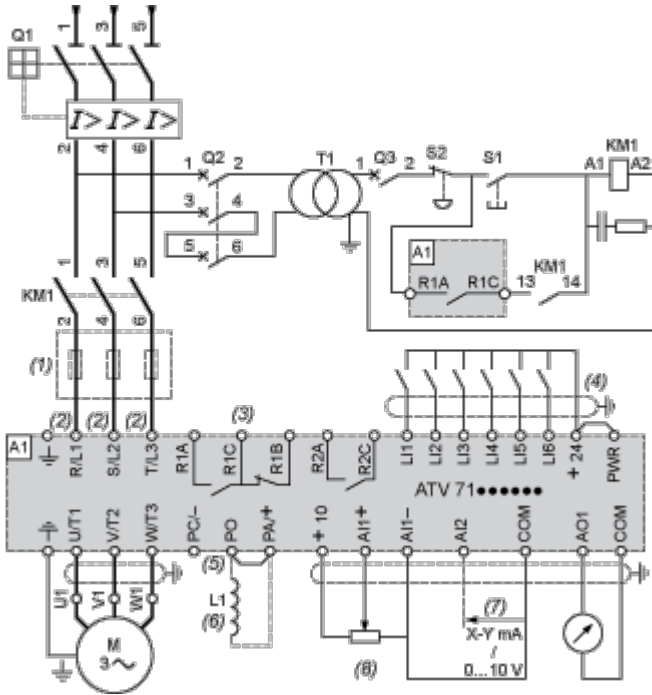 1 3 5
Q1
I> I> I>
2 4 6
1 Q2 2 T1 1 Q3 2 S2 S1 KM1
A1 A2
3 4
5 6
A1
R1A R1C 13 KM1 14
1 3 5
KM1
2 4 6
(1)
(2) (2) (2) (3) (4)
A1
R/L1 S/L2 T/L3 R1A R1C R1B R2A R2C LI1 LI2 LI3 LI4 LI5 LI6 + 24 PWR
ATV 71●●●●●●
U/T1 V/T2 W/T3 PC/- PO PA/+ + 10 AI1+ AI1- AI2 COM AO1 COM
(5)
U1 V1 W1
L1
(6)
(7)
X-Y mA
/
0...10 V
(8)
M
3